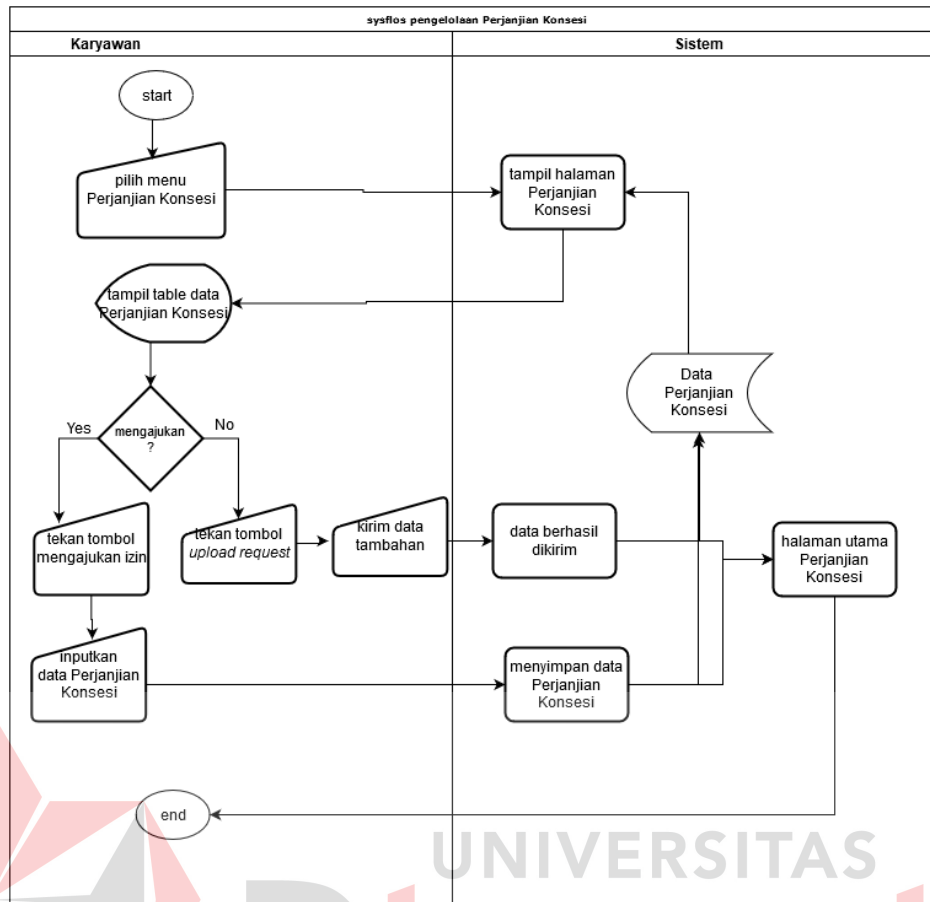 sysflos pengelolaan Perjanjian Konsesi
Karyawan
Sistem
start
pilih menu
Perjanjian Konsesi
tampil halaman
Perjanjian
Konsesi
tampil table data
Perjanjian Konsesi
Data
Perjanjian
Konsesi
mengajukan
?
Yes
No
tekan tombol
mengajukan izin
tekan tombol
upload request
kirim data
tambahan
data berhasil
dikirim
halaman utama
Perjanjian
Konsesi
inputkan
data Perjanjian
Konsesi
menyimpan data
Perjanjian
Konsesi
end
UNIVERSITAS